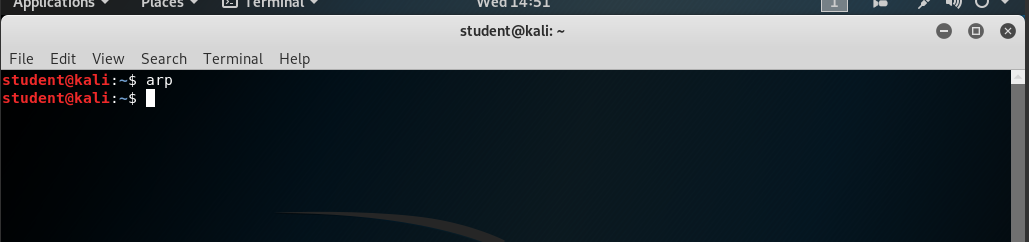 Applications Places Terminal Wed 14:51 1
student@kali: ~
File Edit View Search Terminal Help
student@kali:~$ arp
student@kali:~$